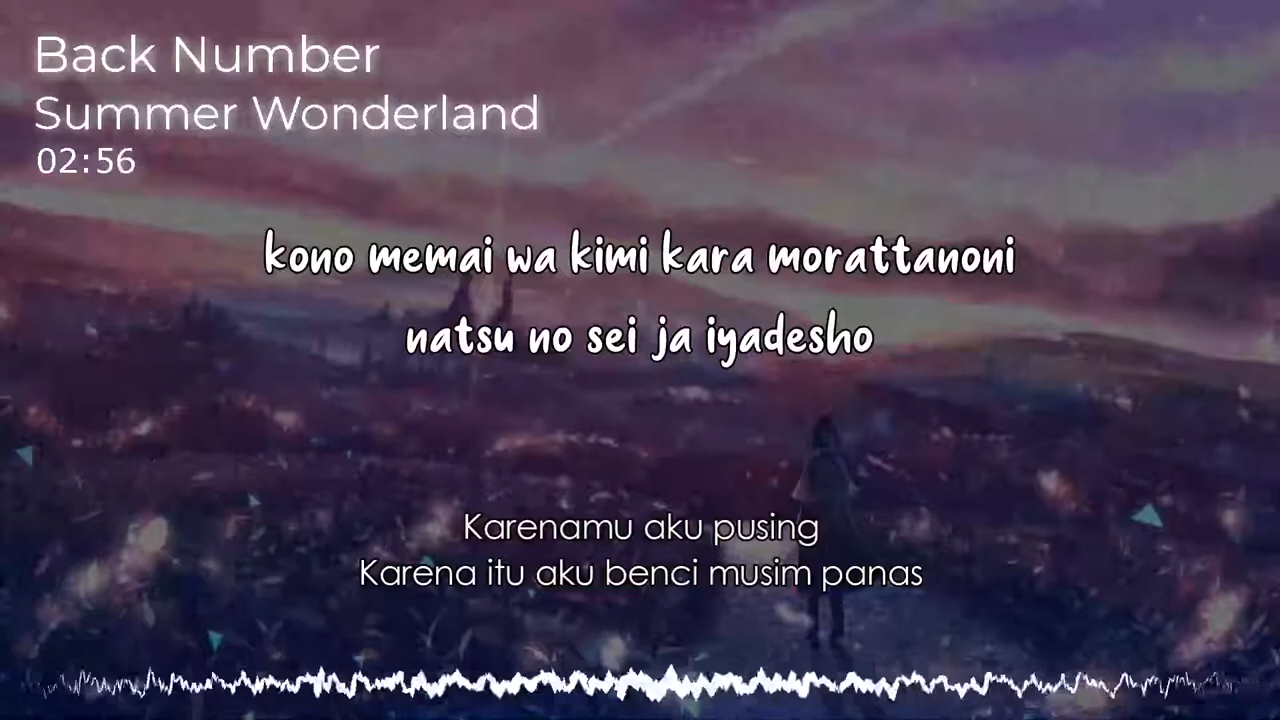 Back Number
Summer Wonderland
02:56
kono memai wa kimi kara morattanoni
natsu no sei ja iyadesho
Karenamu aku pusing
Karena itu aku benci musim panas